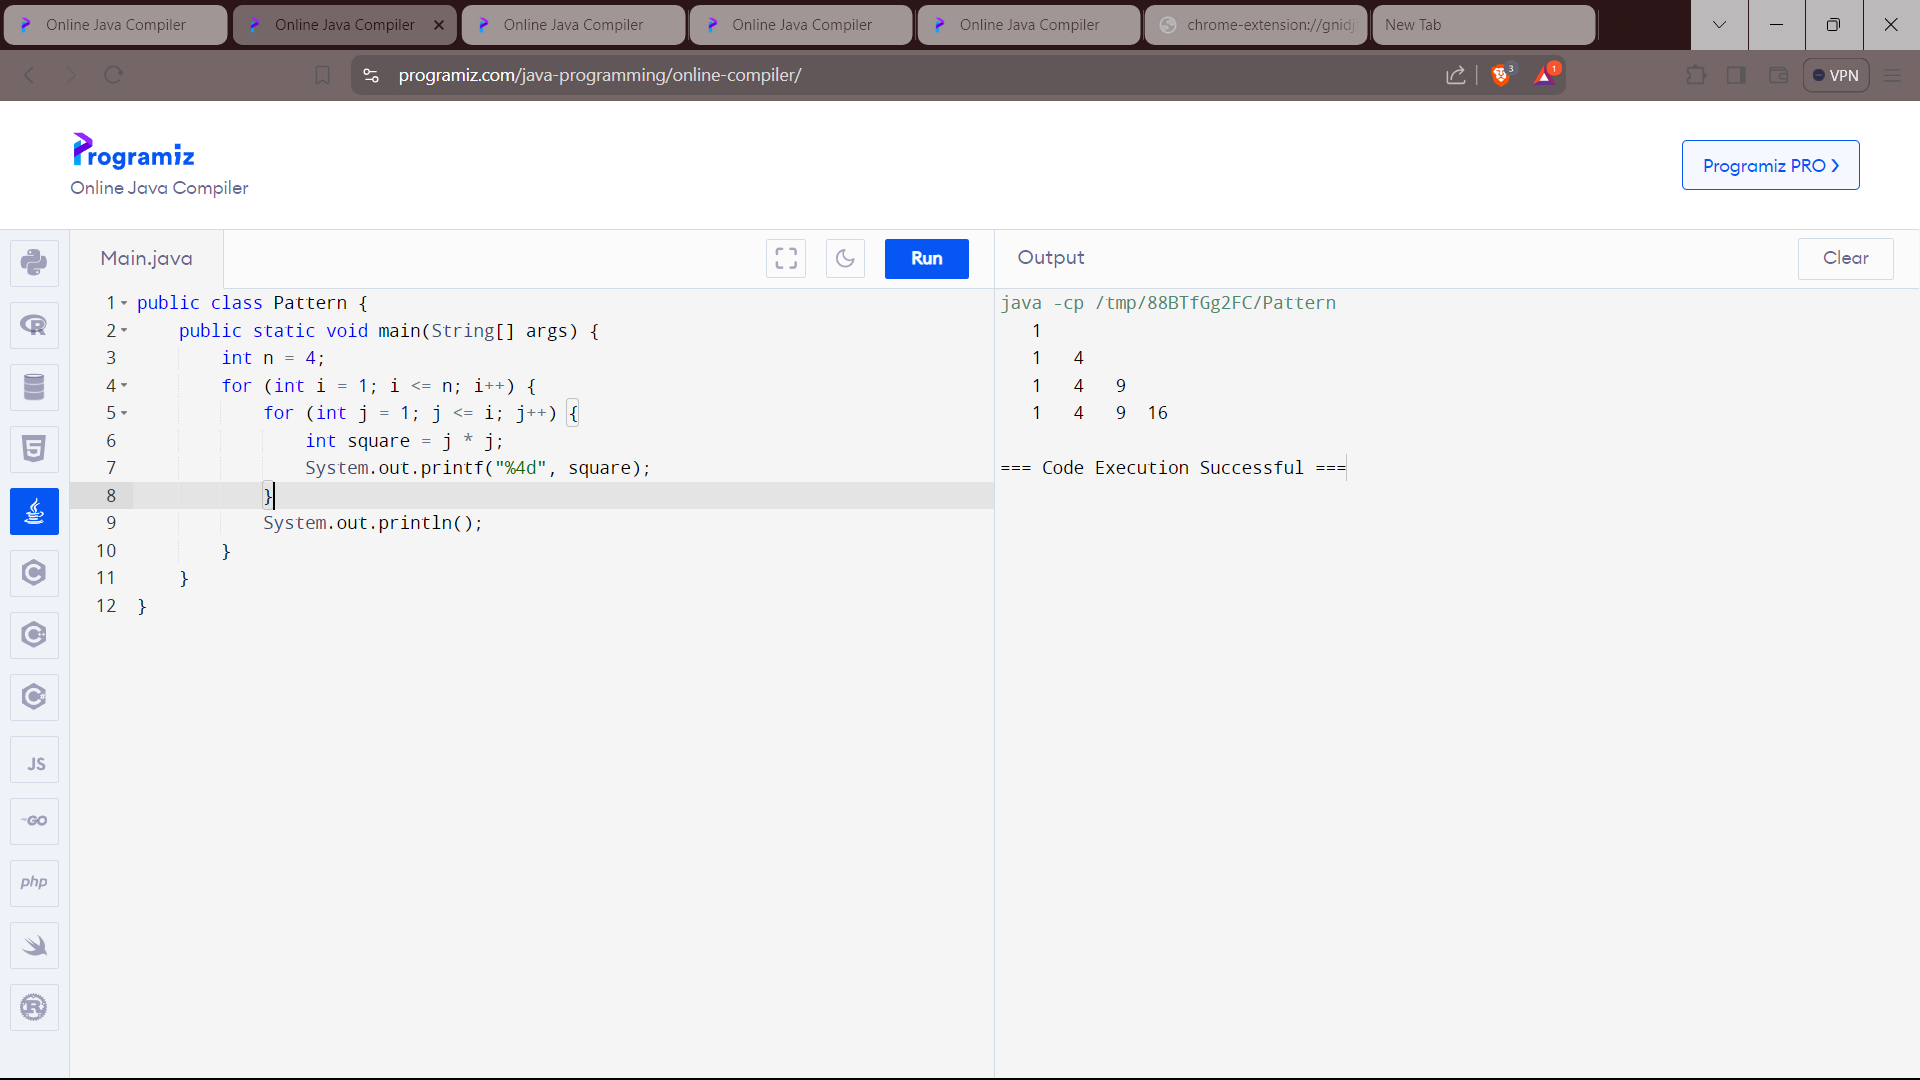 Online Java Compiler
Online Java Compiler
Online Java Compiler
Online Java Compiler
Online Java Compiler
chrome-extension://gnidj
New Tab
programiz.com/java-programming/online-compiler/
3
1
VPN
Programiz
Online Java Compiler
Programiz PRO
Main.java
Run
Output
Clear
1 public class Pattern {
2     public static void main(String[] args) {
3         int n = 4;
4         for (int i = 1; i <= n; i++) {
5             for (int j = 1; j <= i; j++) {
6                 int square = j * j;
7                 System.out.printf("%4d", square);
8             }
9             System.out.println();
10         }
11     }
12 }
java -cp /tmp/88BTfGg2FC/Pattern
   1
   1   4
   1   4   9
   1   4   9  16
=== Code Execution Successful ===
R
5
C
C++
C#
JS
GO
php
R